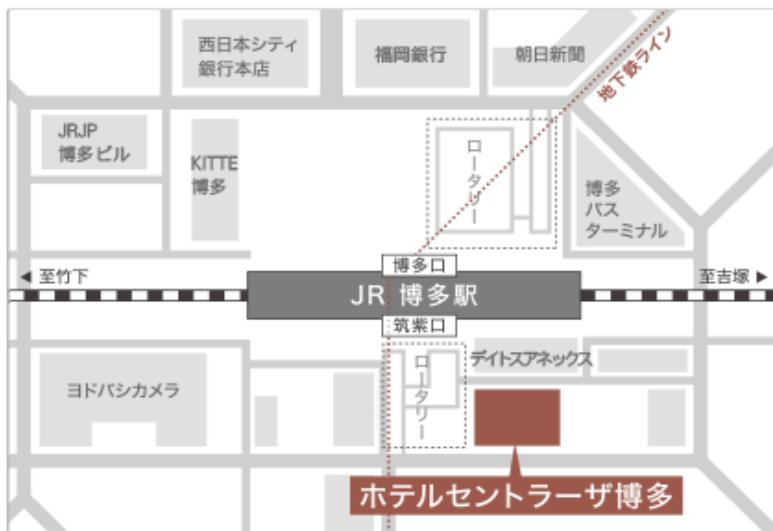 西日本シティ
銀行本店
福岡銀行
朝日新聞
地下鉄ライン
JRJP
博多ビル
KITTE
博多
ロータリー
博多
バス
ターミナル
◀ 至竹下
博多口
至吉塚 ▶
JR 博多駅
筑紫口
ヨドバシカメラ
ロータリー
デイトスアネックス
ホテルセントラーザ博多